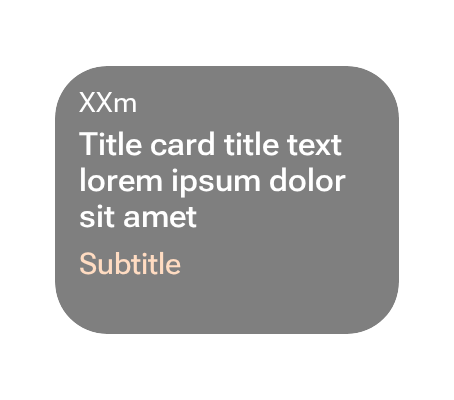 XXm
Title card title text
lorem ipsum dolor
sit amet
Subtitle